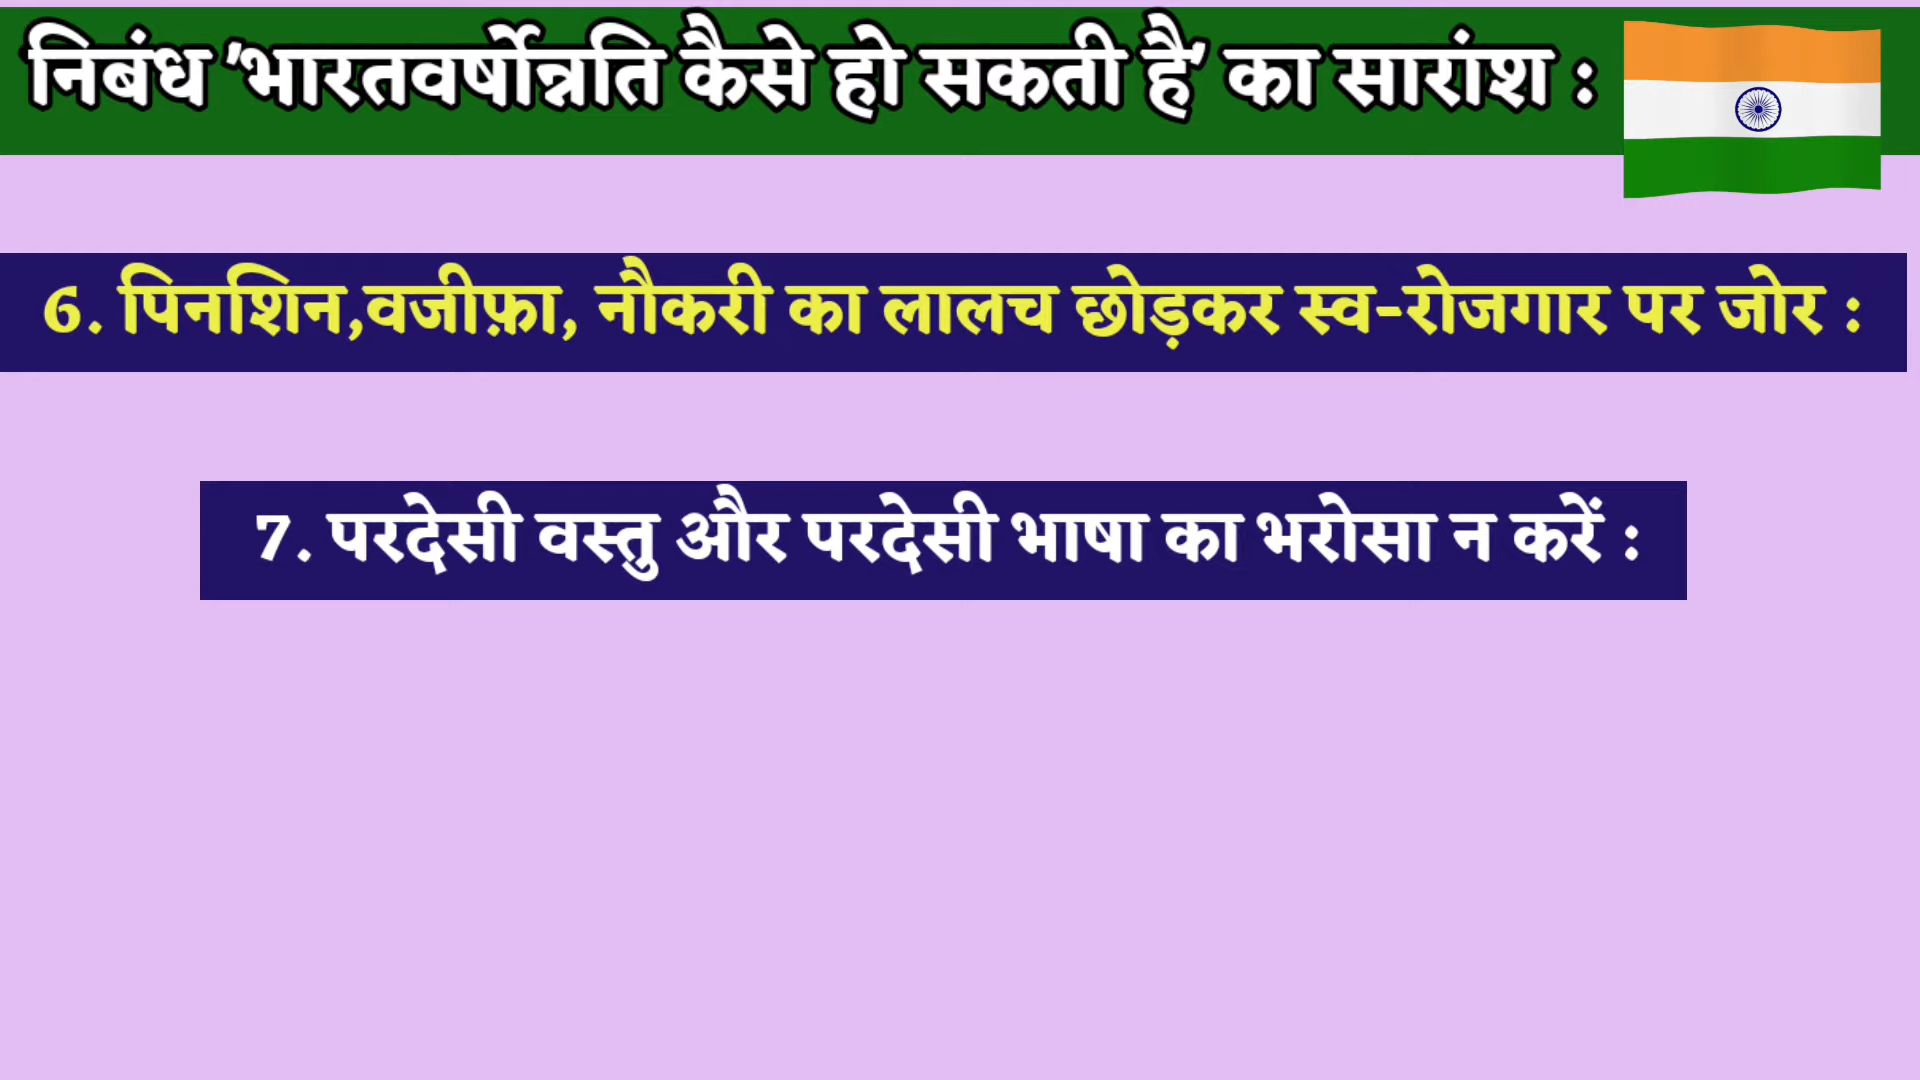 निबंध 'भारतवर्षोन्नति कैसे हो सकती है' का सारांश :
6. पिनशिन,वजीफ़ा, नौकरी का लालच छोड़कर स्व-रोजगार पर जोर :
7. परदेसी वस्तु और परदेसी भाषा का भरोसा न करें :